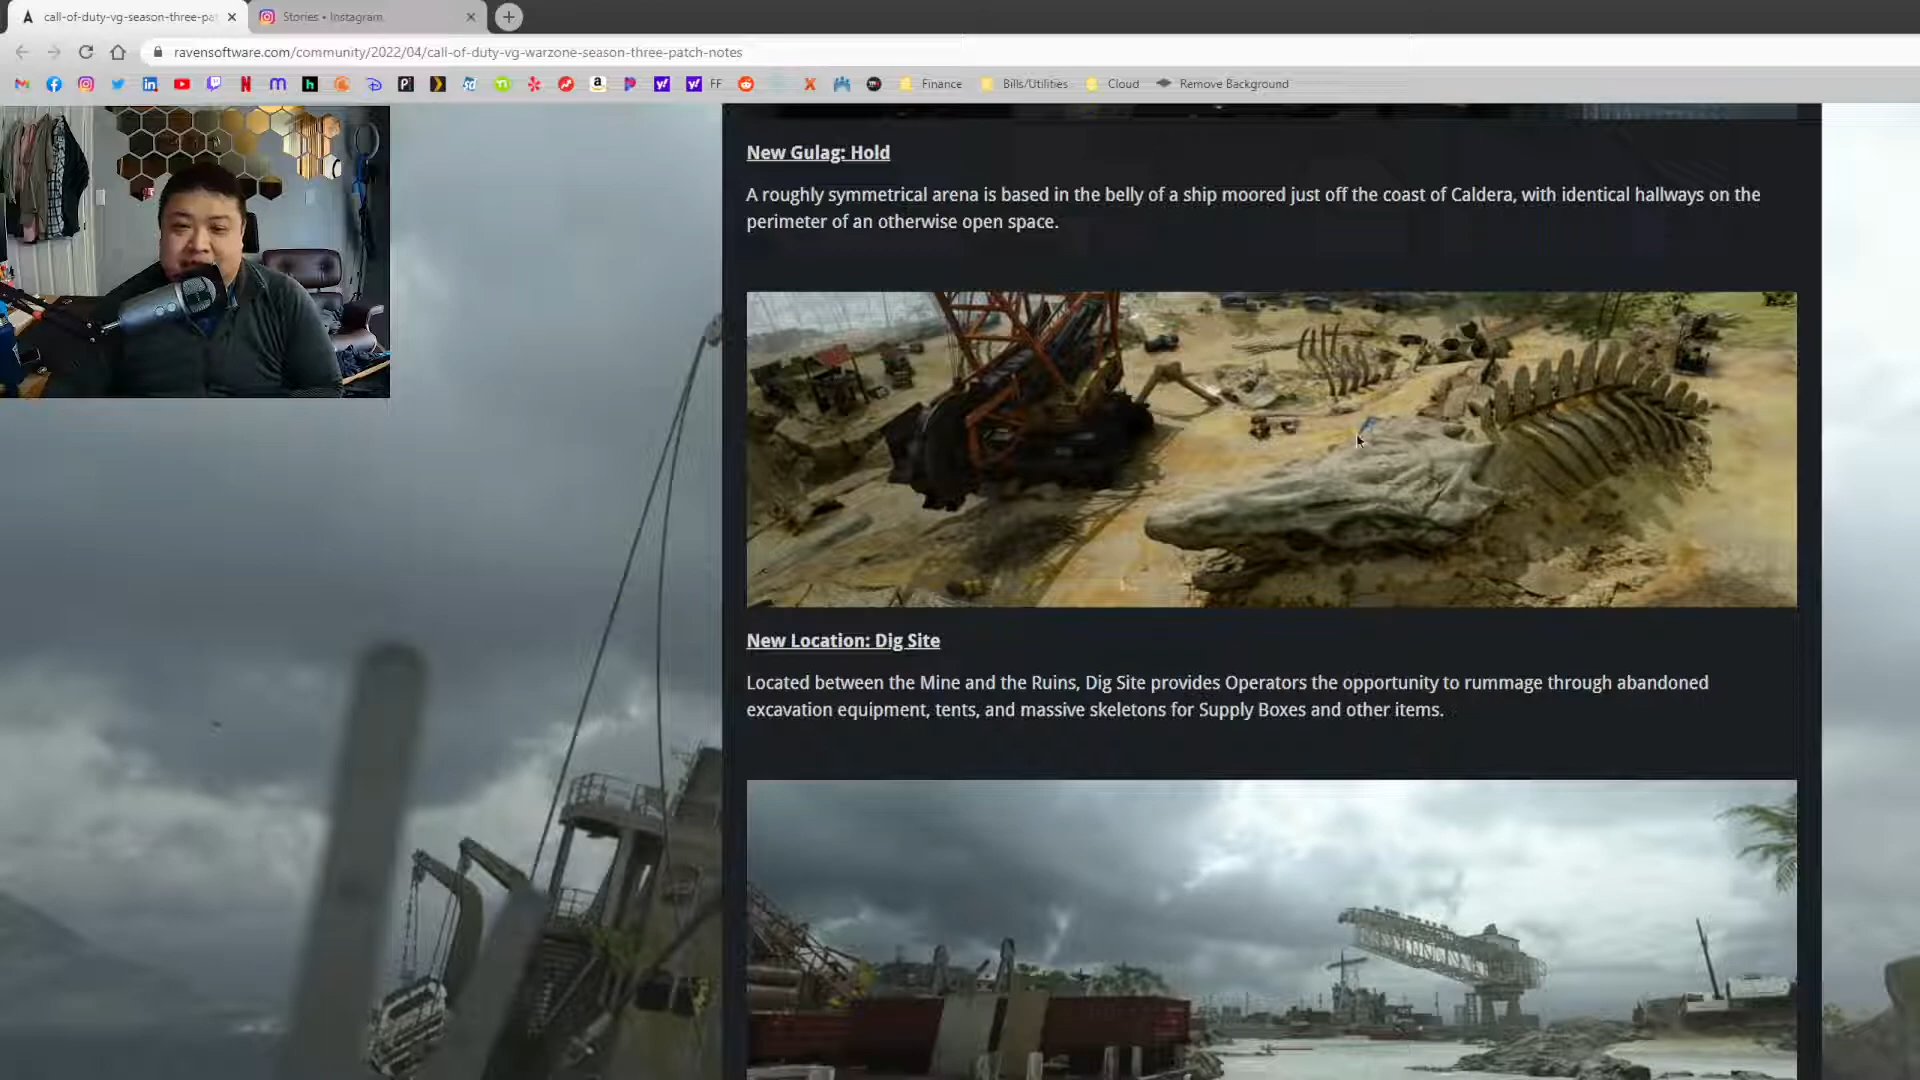 call-of-duty-vg-season-three-pat
Stories • Instagram
ravensoftware.com/community/2022/04/call-of-duty-vg-warzone-season-three-patch-notes
FF
Finance
Bills/Utilities
Cloud
Remove Background
New Gulag: Hold
A roughly symmetrical arena is based in the belly of a ship moored just off the coast of Caldera, with identical hallways on the
perimeter of an otherwise open space.
New Location: Dig Site
Located between the Mine and the Ruins, Dig Site provides Operators the opportunity to rummage through abandoned
excavation equipment, tents, and massive skeletons for Supply Boxes and other items.